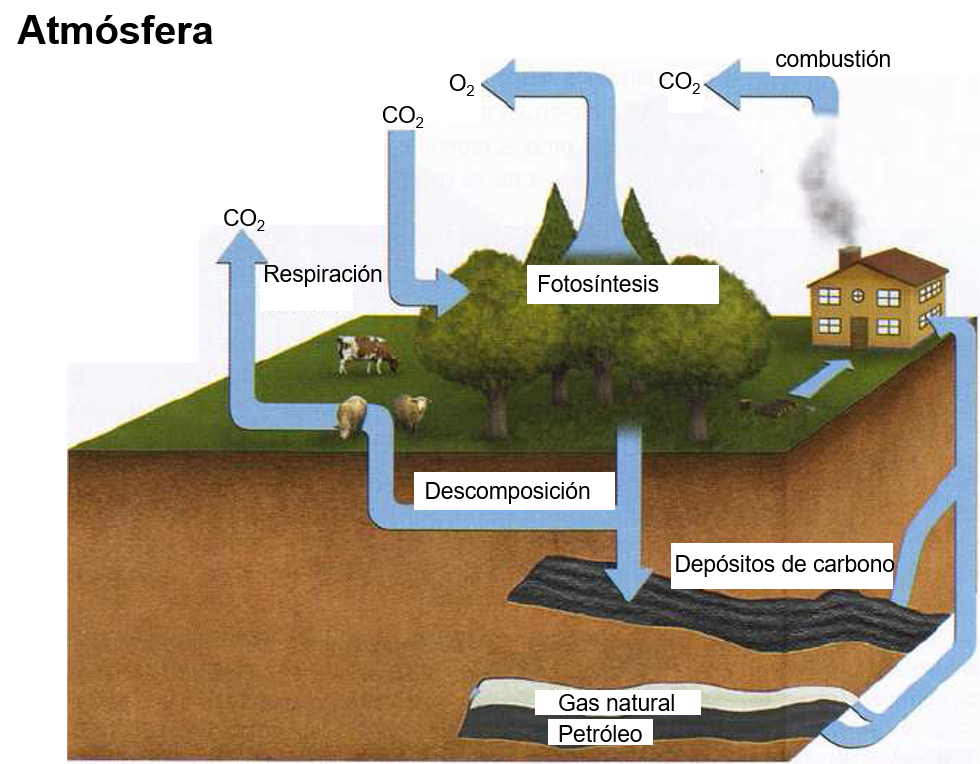 Atmósfera
combustión
O₂
CO₂
CO₂
CO₂
Respiración
Fotosíntesis
Descomposición
Depósitos de carbono
Gas natural
Petróleo